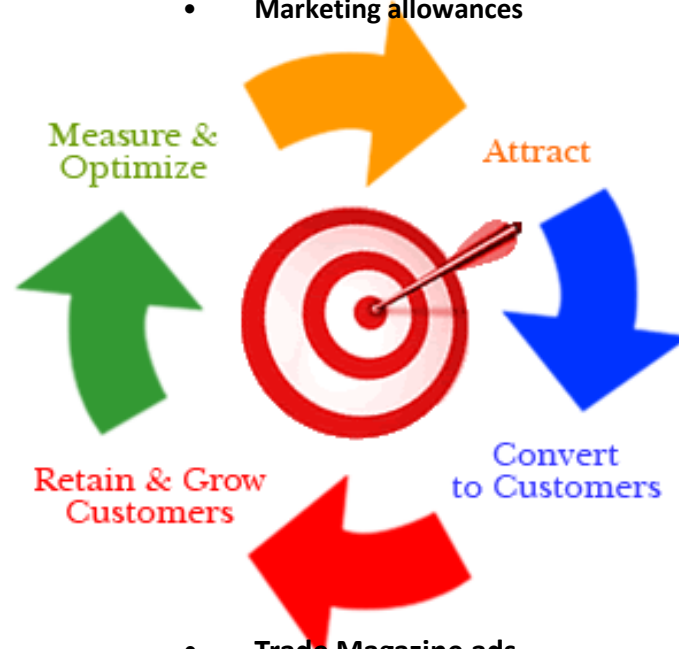 • Marketing allowances
Measure &
Optimize
Attract
Convert
to Customers
Retain & Grow
Customers
• Trade Magazine ads